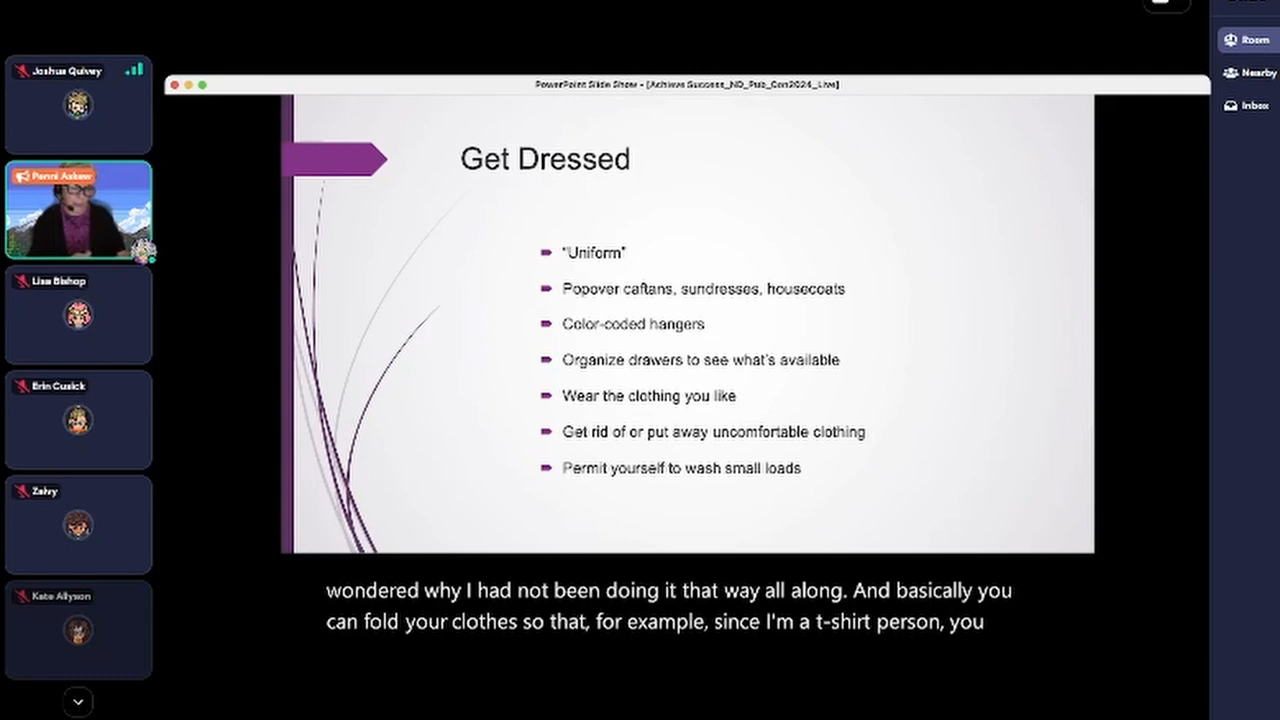 Room
Nearby
Inbox
Joshua Quivey
Penni Askew
Lisa Bishop
Erin Cusick
Zalvy
Kate Allyson
PowerPoint Slide Show - [Achieve Success_ND_Pub_Con2024_Live]
Get Dressed
"Uniform"
Popover caftans, sundresses, housecoats
Color-coded hangers
Organize drawers to see what's available
Wear the clothing you like
Get rid of or put away uncomfortable clothing
Permit yourself to wash small loads
wondered why I had not been doing it that way all along. And basically you
can fold your clothes so that, for example, since I'm a t-shirt person, you